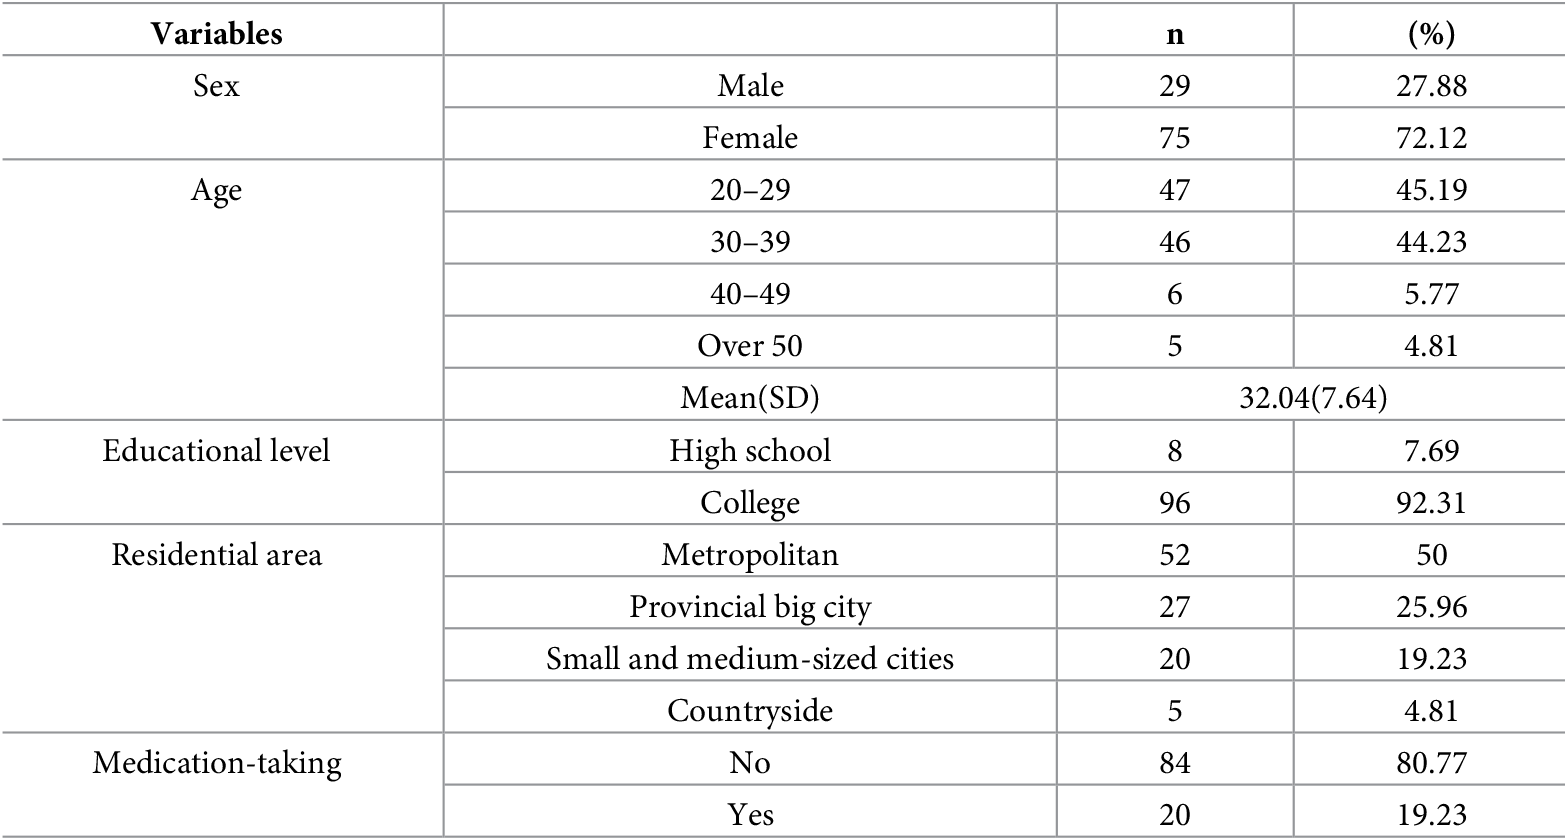 Variables n (%)
Sex Male 29 27.88
Female 75 72.12
Age 20–29 47 45.19
30–39 46 44.23
40–49 6 5.77
Over 50 5 4.81
Mean(SD) 32.04(7.64)
Educational level High school 8 7.69
College 96 92.31
Residential area Metropolitan 52 50
Provincial big city 27 25.96
Small and medium-sized cities 20 19.23
Countryside 5 4.81
Medication-taking No 84 80.77
Yes 20 19.23